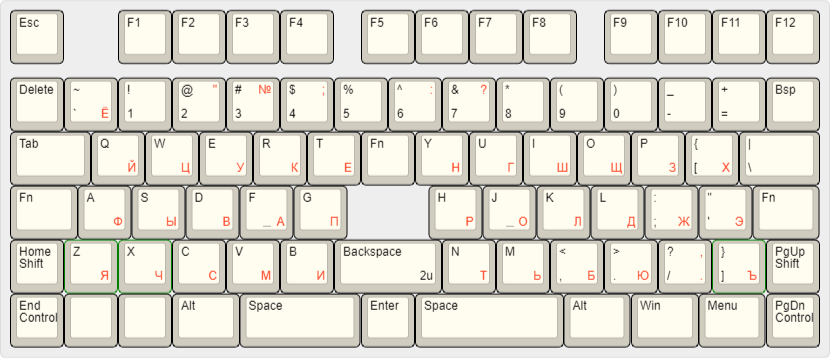 Esc F1 F2 F3 F4 F5 F6 F7 F8 F9 F10 F11 F12
Delete ~ ! @ " # № $ ; % ^ : & ? * ( ) _ + Bsp
` Ё 1 2 3 4 5 6 7 8 9 0 - =
Tab Q W E R T Fn Y U I O P { |
Й Ц У К Е Н Г Ш Щ З [ Х \
Fn A S D F G H J K L : " Fn
Ф Ы В _ А П Р _ О Л Д ; Ж ' Э
Home Z X C V B Backspace N M < > ? , } PgUp
Shift Я Ч С М И 2u Т Ь , Б . Ю / . ] Ъ Shift
End Alt Space Enter Space Alt Win Menu PgDn
Control Control